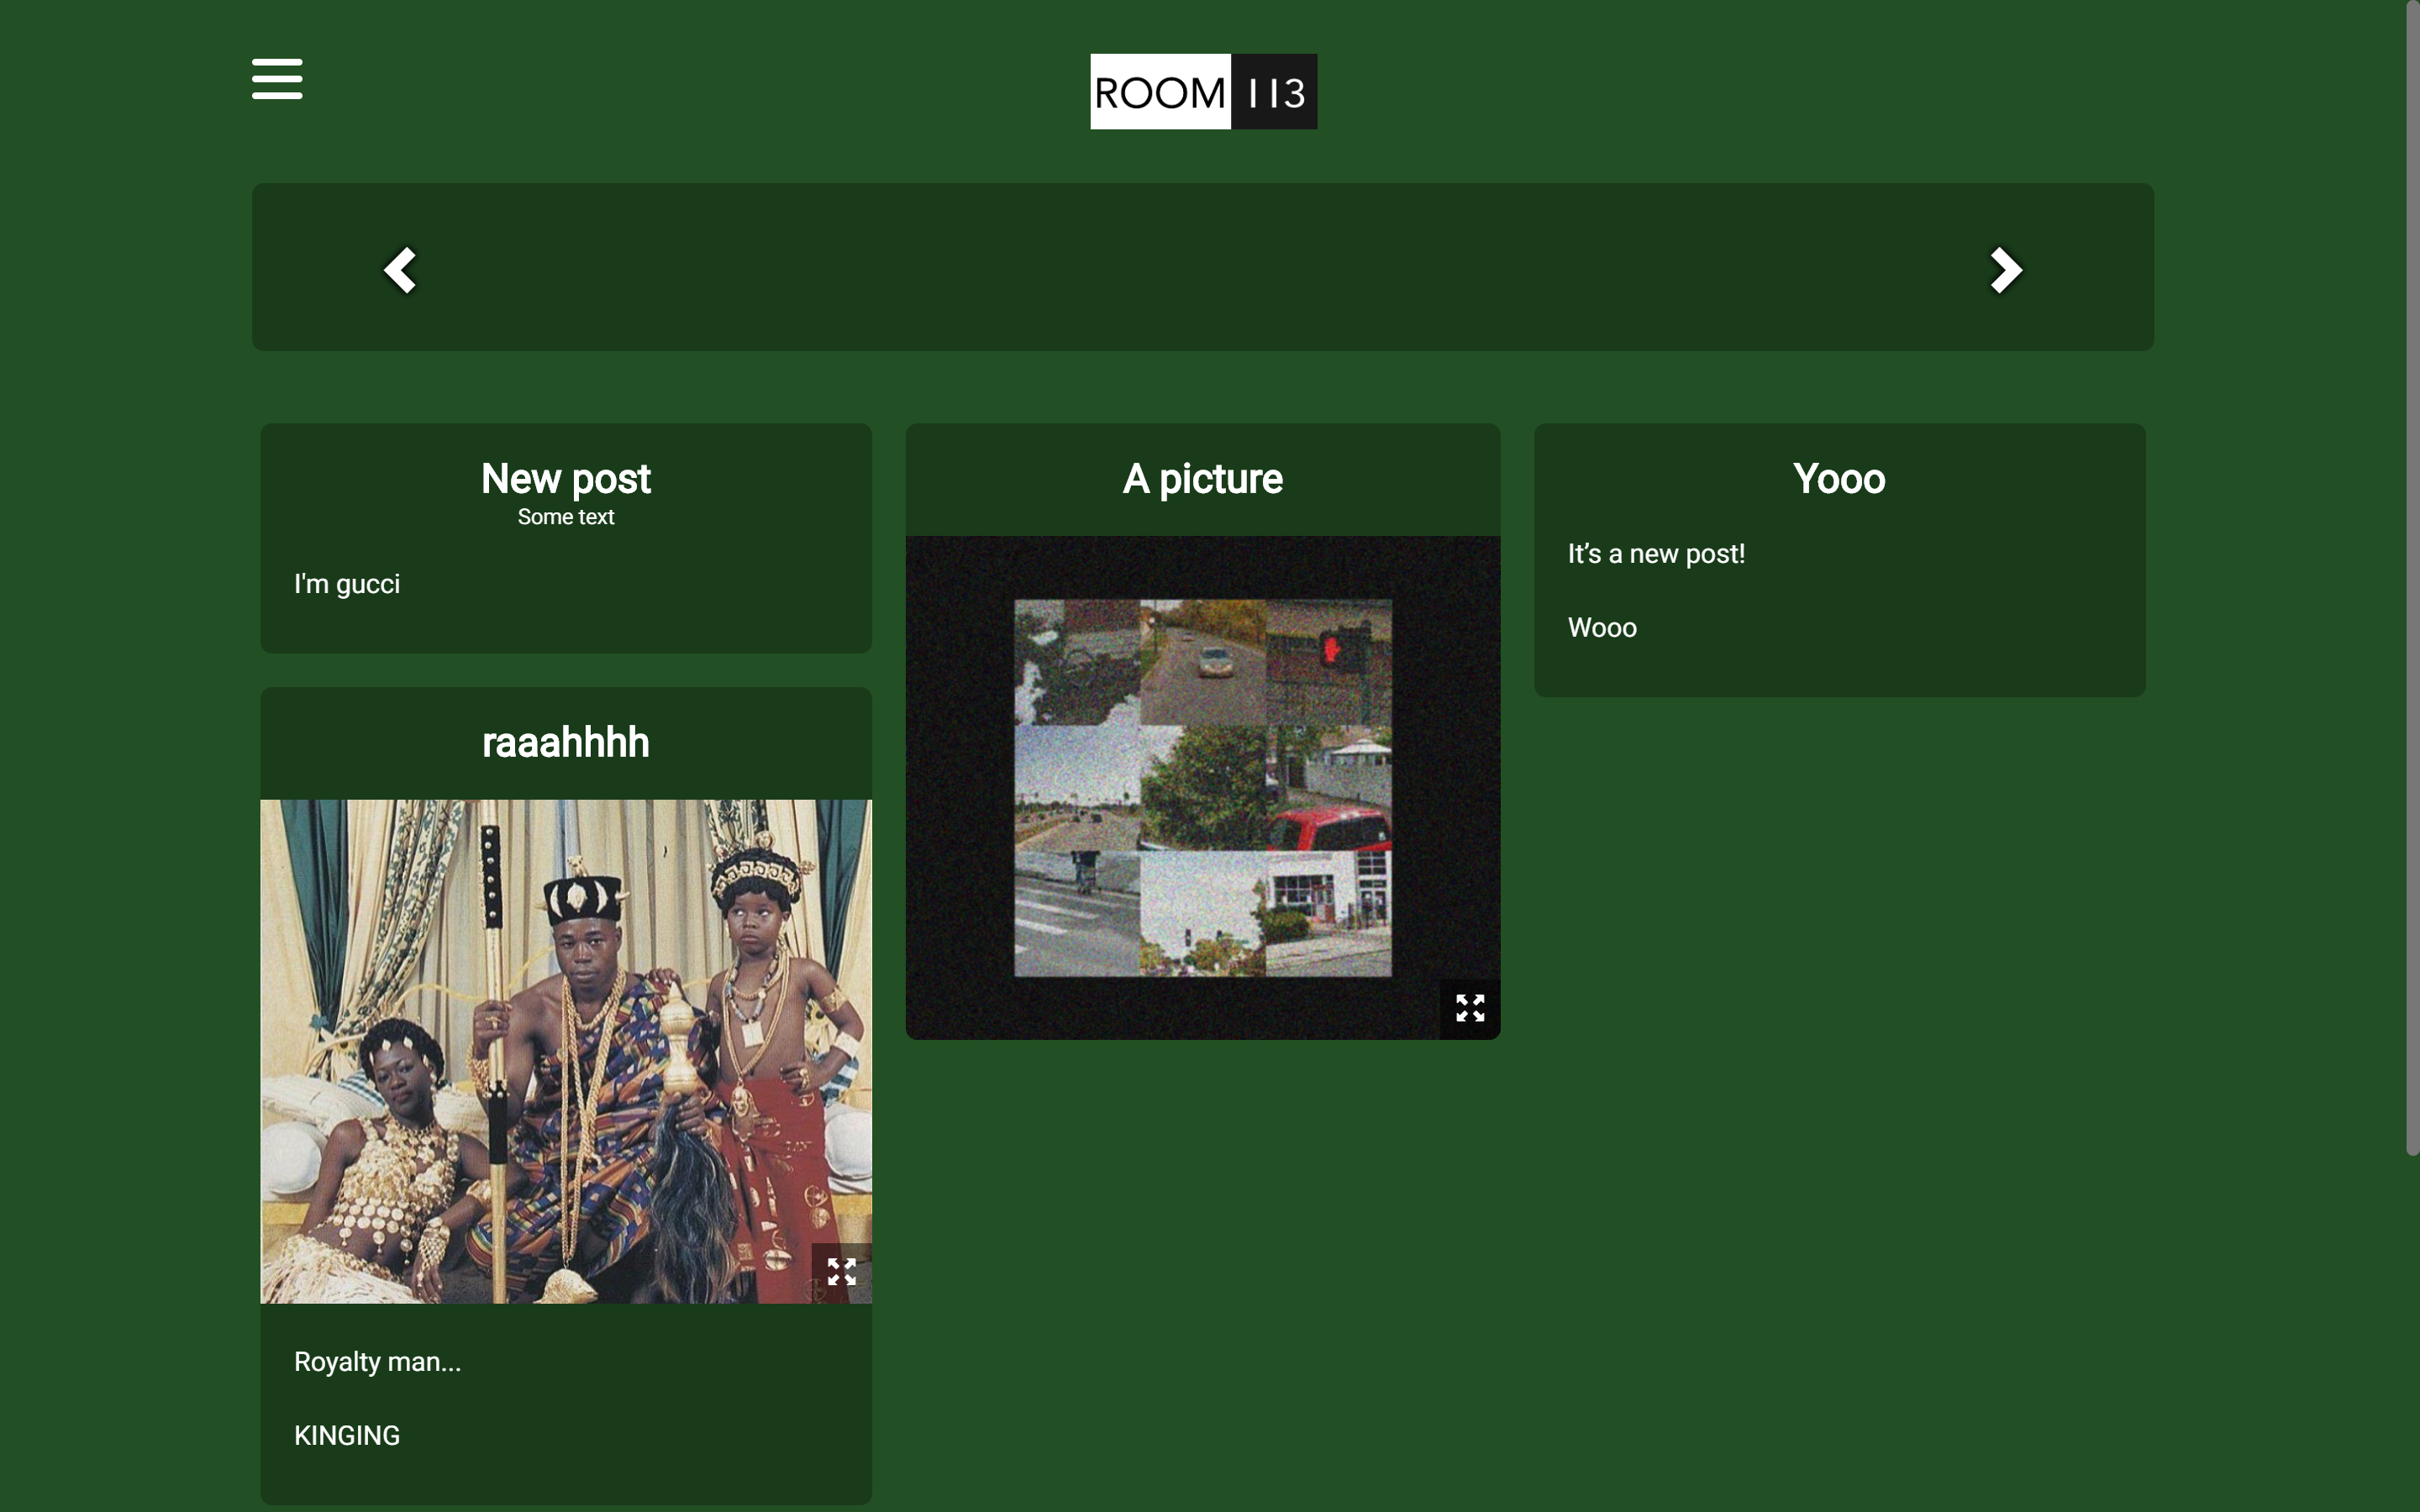 ROOM 113
New post
Some text
I'm gucci
raaahhhh
Royalty man...
KINGING
A picture
Yooo
It’s a new post!
Wooo